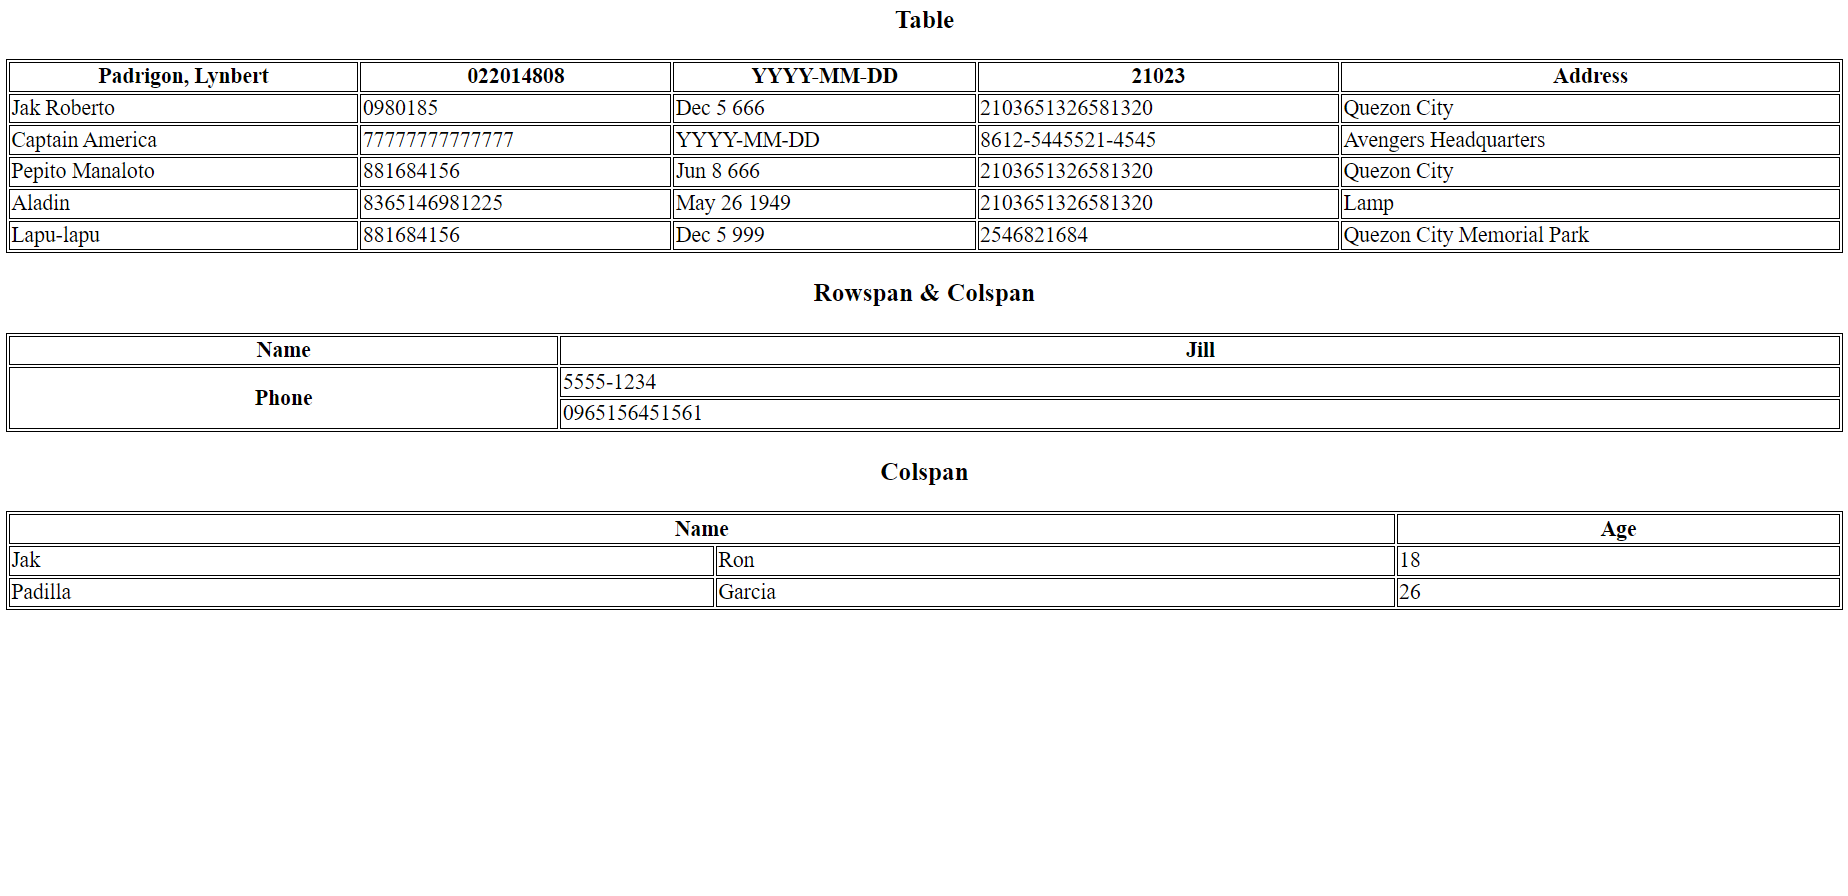 Table
Padrigon, Lynbert 022014808 YYYY-MM-DD 21023 Address
Jak Roberto 0980185 Dec 5 666 2103651326581320 Quezon City
Captain America 77777777777777 YYYY-MM-DD 8612-5445521-4545 Avengers Headquarters
Pepito Manaloto 881684156 Jun 8 666 2103651326581320 Quezon City
Aladin 8365146981225 May 26 1949 2103651326581320 Lamp
Lapu-lapu 881684156 Dec 5 999 2546821684 Quezon City Memorial Park
Rowspan & Colspan
Name Jill
Phone 5555-1234
0965156451561
Colspan
Name Age
Jak Ron 18
Padilla Garcia 26